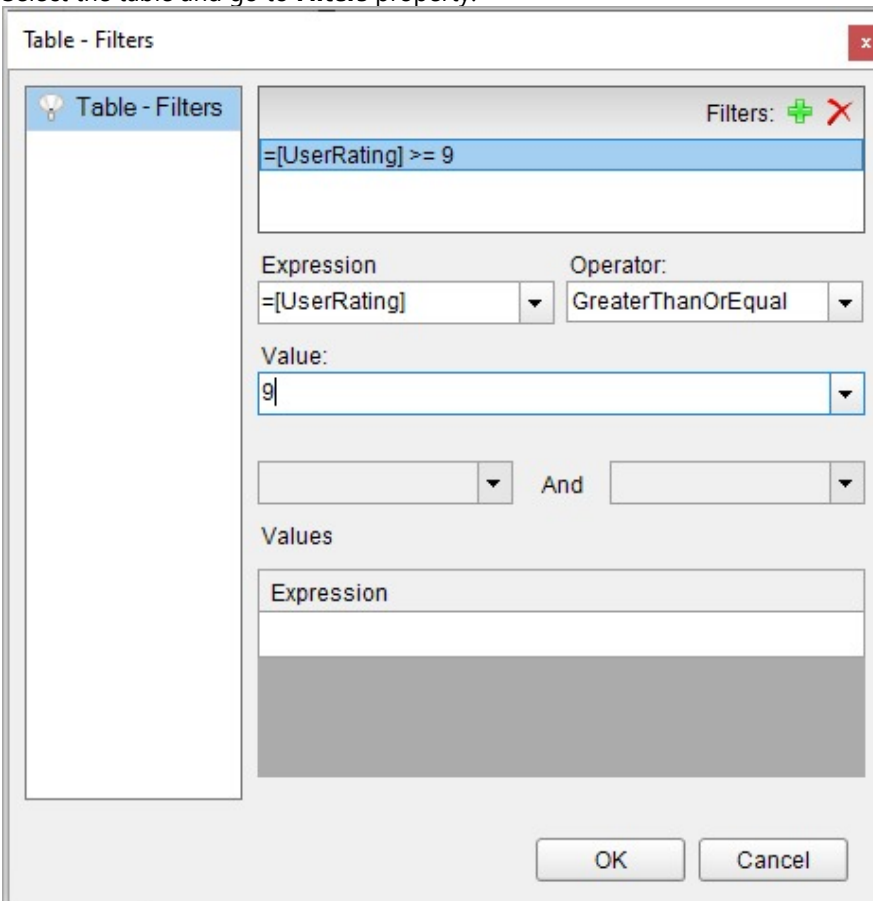 Select the table and go to Filters property.
Table - Filters
x
Table - Filters
Filters:
=[UserRating] >= 9
Expression
Operator:
=[UserRating]
GreaterThanOrEqual
Value:
9
And
Values
Expression
OK
Cancel